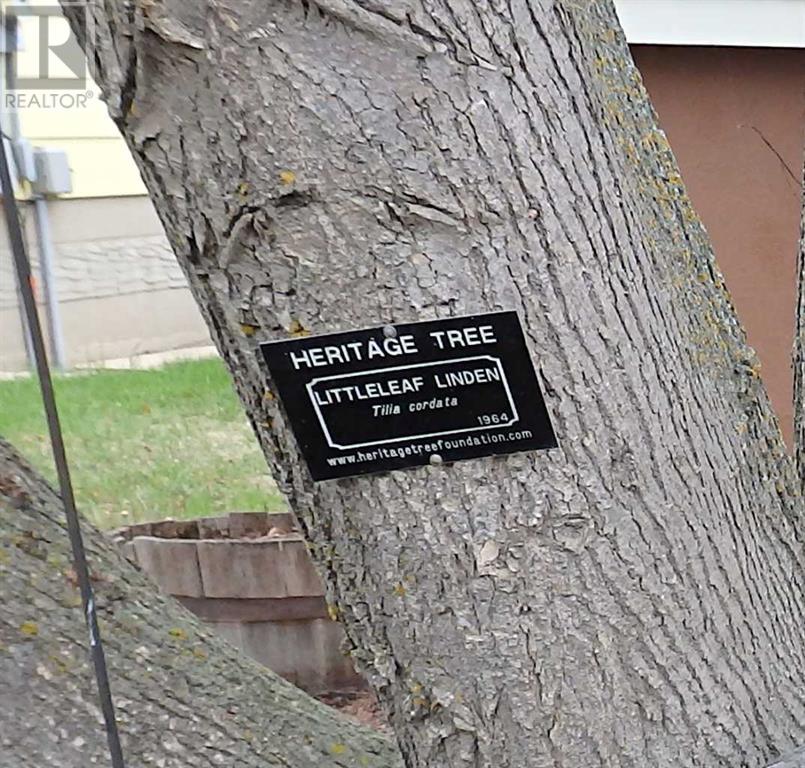 R
REALTOR®
HERITAGE TREE
LITTLELEAF LINDEN
Tilia cordata
1964
www.heritagetreefoundation.com